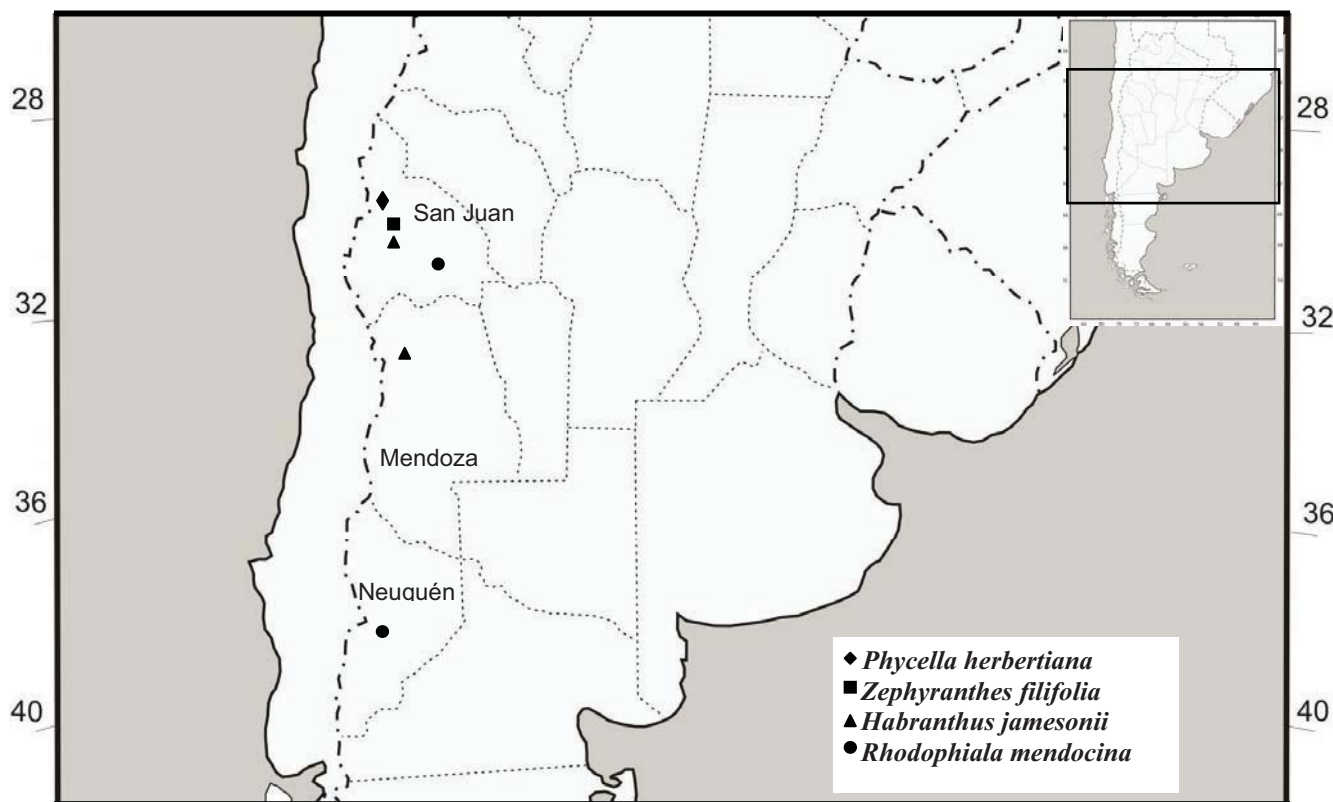 28
28
San Juan
32
32
Mendoza
36
36
Neuquén
Phycella herbertiana
Zephyranthes filifolia
Habranthus jamesonii
Rhodophiala mendocina
40
40